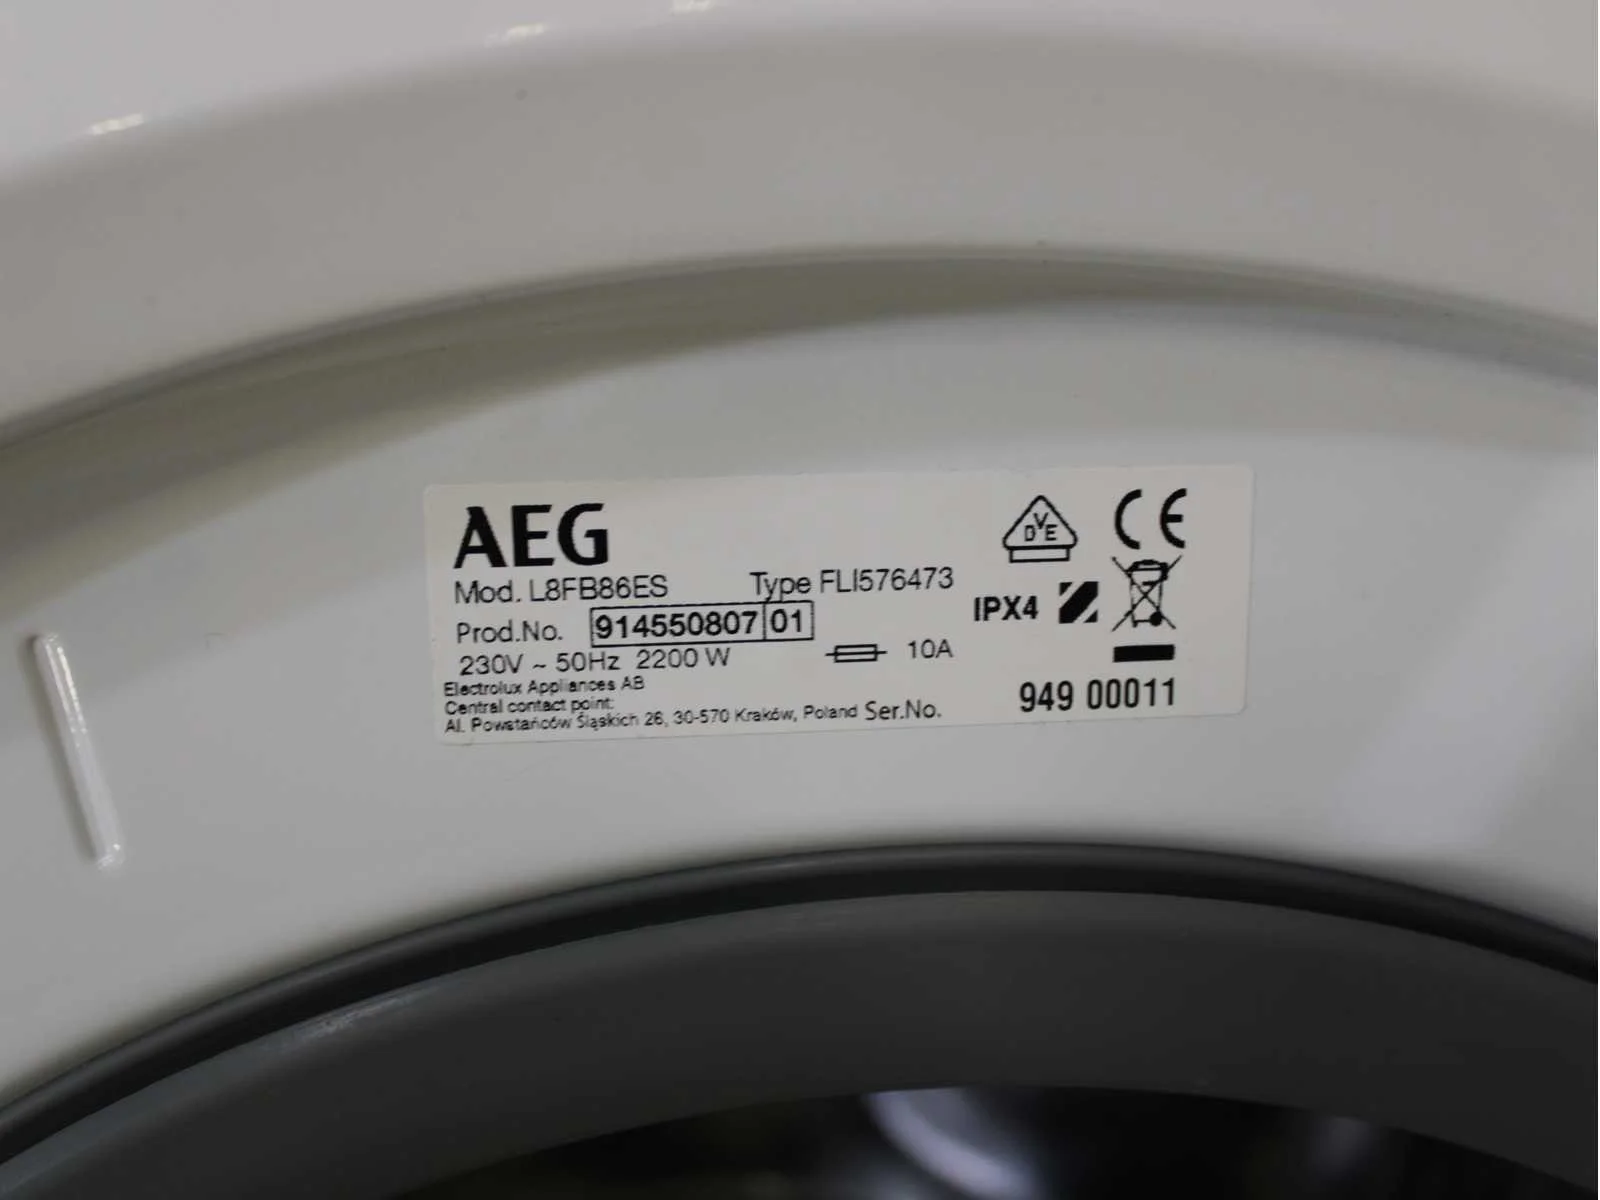 AEG
Mod. L8FB86ES Type FLI576473
Prod.No. 914550807 01
230V ~ 50Hz 2200 W 10A
Electrolux Appliances AB
Central contact point:
Al. Powstańców Śląskich 26, 30-570 Kraków, Poland Ser.No. 949 00011
DVE
CE
IPX4